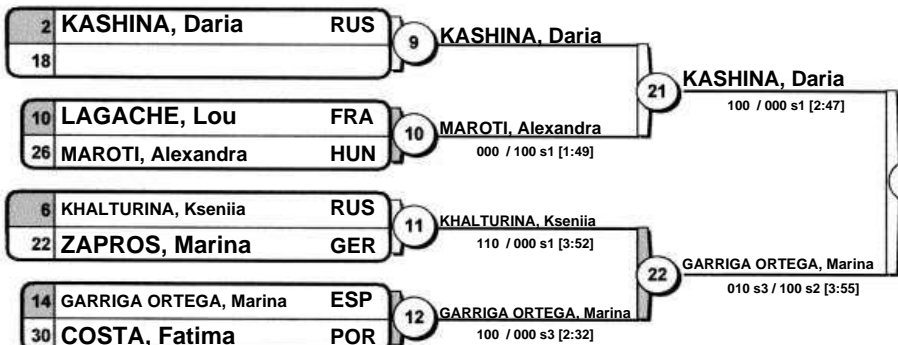 2 KASHINA, Daria RUS
18
9
KASHINA, Daria
10 LAGACHE, Lou FRA
26 MAROTI, Alexandra HUN
10
MAROTI, Alexandra
000 / 100 s1 [1:49]
21
KASHINA, Daria
100 / 000 s1 [2:47]
6 KHALTURINA, Kseniia RUS
22 ZAPROS, Marina GER
11
KHALTURINA, Kseniia
110 / 000 s1 [3:52]
14 GARRIGA ORTEGA, Marina ESP
30 COSTA, Fatima POR
12
GARRIGA ORTEGA, Marina
100 / 000 s3 [2:32]
22
GARRIGA ORTEGA, Marina
010 s3 / 100 s2 [3:55]